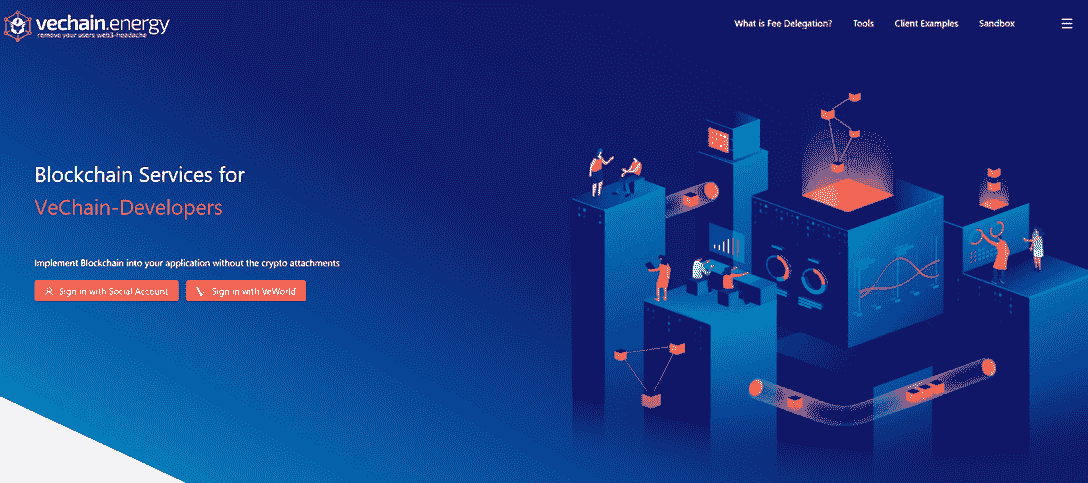 vechain.energy
remove your users web3-headache
What is Fee Delegation? Tools Client Examples Sandbox
Blockchain Services for
VeChain-Developers
Implement Blockchain into your application without the crypto attachments
Sign in with Social Account Sign in with VeWorld